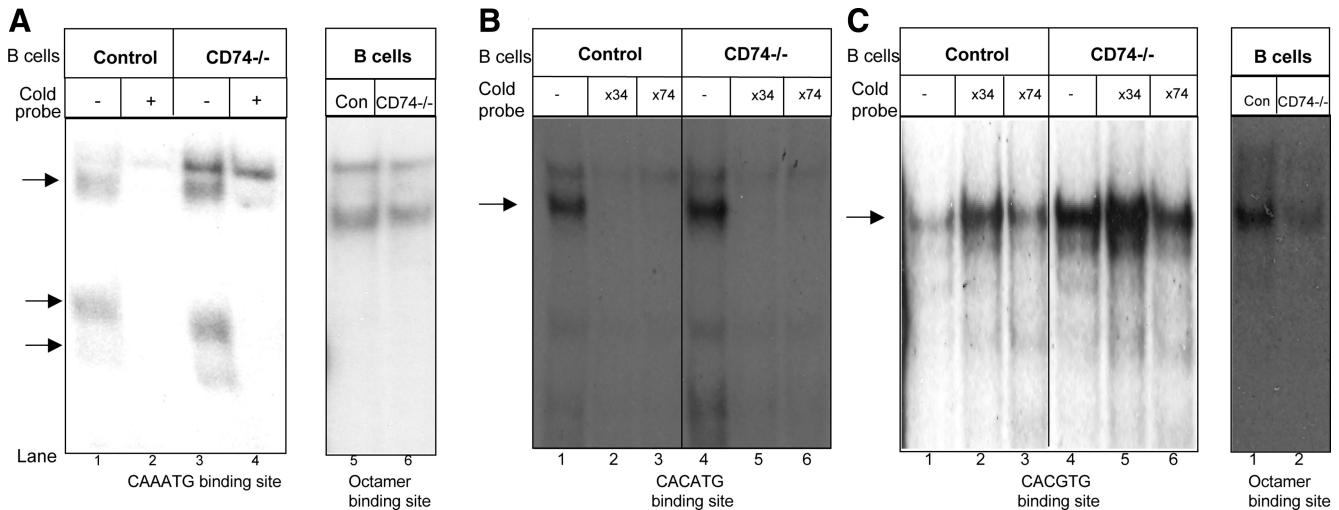 A
B cells Control CD74-/-
Cold probe - + - +
Lane 1 2 3 4
CAAATG binding site
B cells
Con CD74-/-
5 6
Octamer
binding site
B
B cells Control CD74-/-
Cold
probe - x34 x74 - x34 x74
1 2 3 4 5 6
CACATG
binding site
C
B cells Control CD74-/-
Cold
probe - x34 x74 - x34 x74
1 2 3 4 5 6
CACGTG
binding site
B cells
Con CD74-/-
1 2
Octamer
binding site